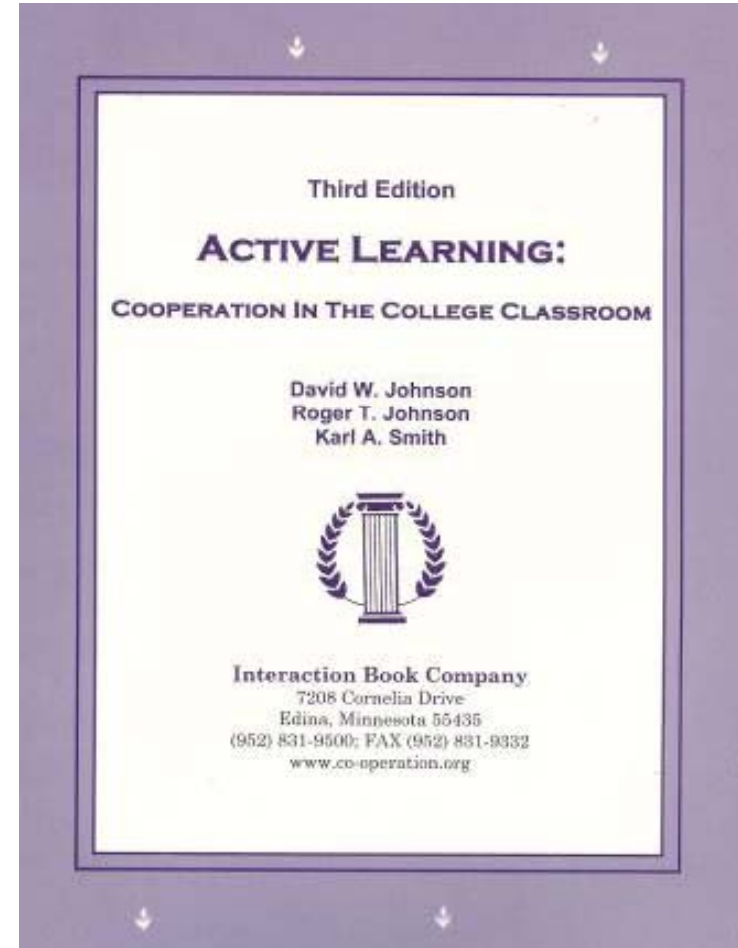 Third Edition
ACTIVE LEARNING:
COOPERATION IN THE COLLEGE CLASSROOM
David W. Johnson
Roger T. Johnson
Karl A. Smith
Interaction Book Company
7208 Cornelia Drive
Edina, Minnesota 55435
(952) 831-9500; FAX (952) 831-9332
www.co-operation.org